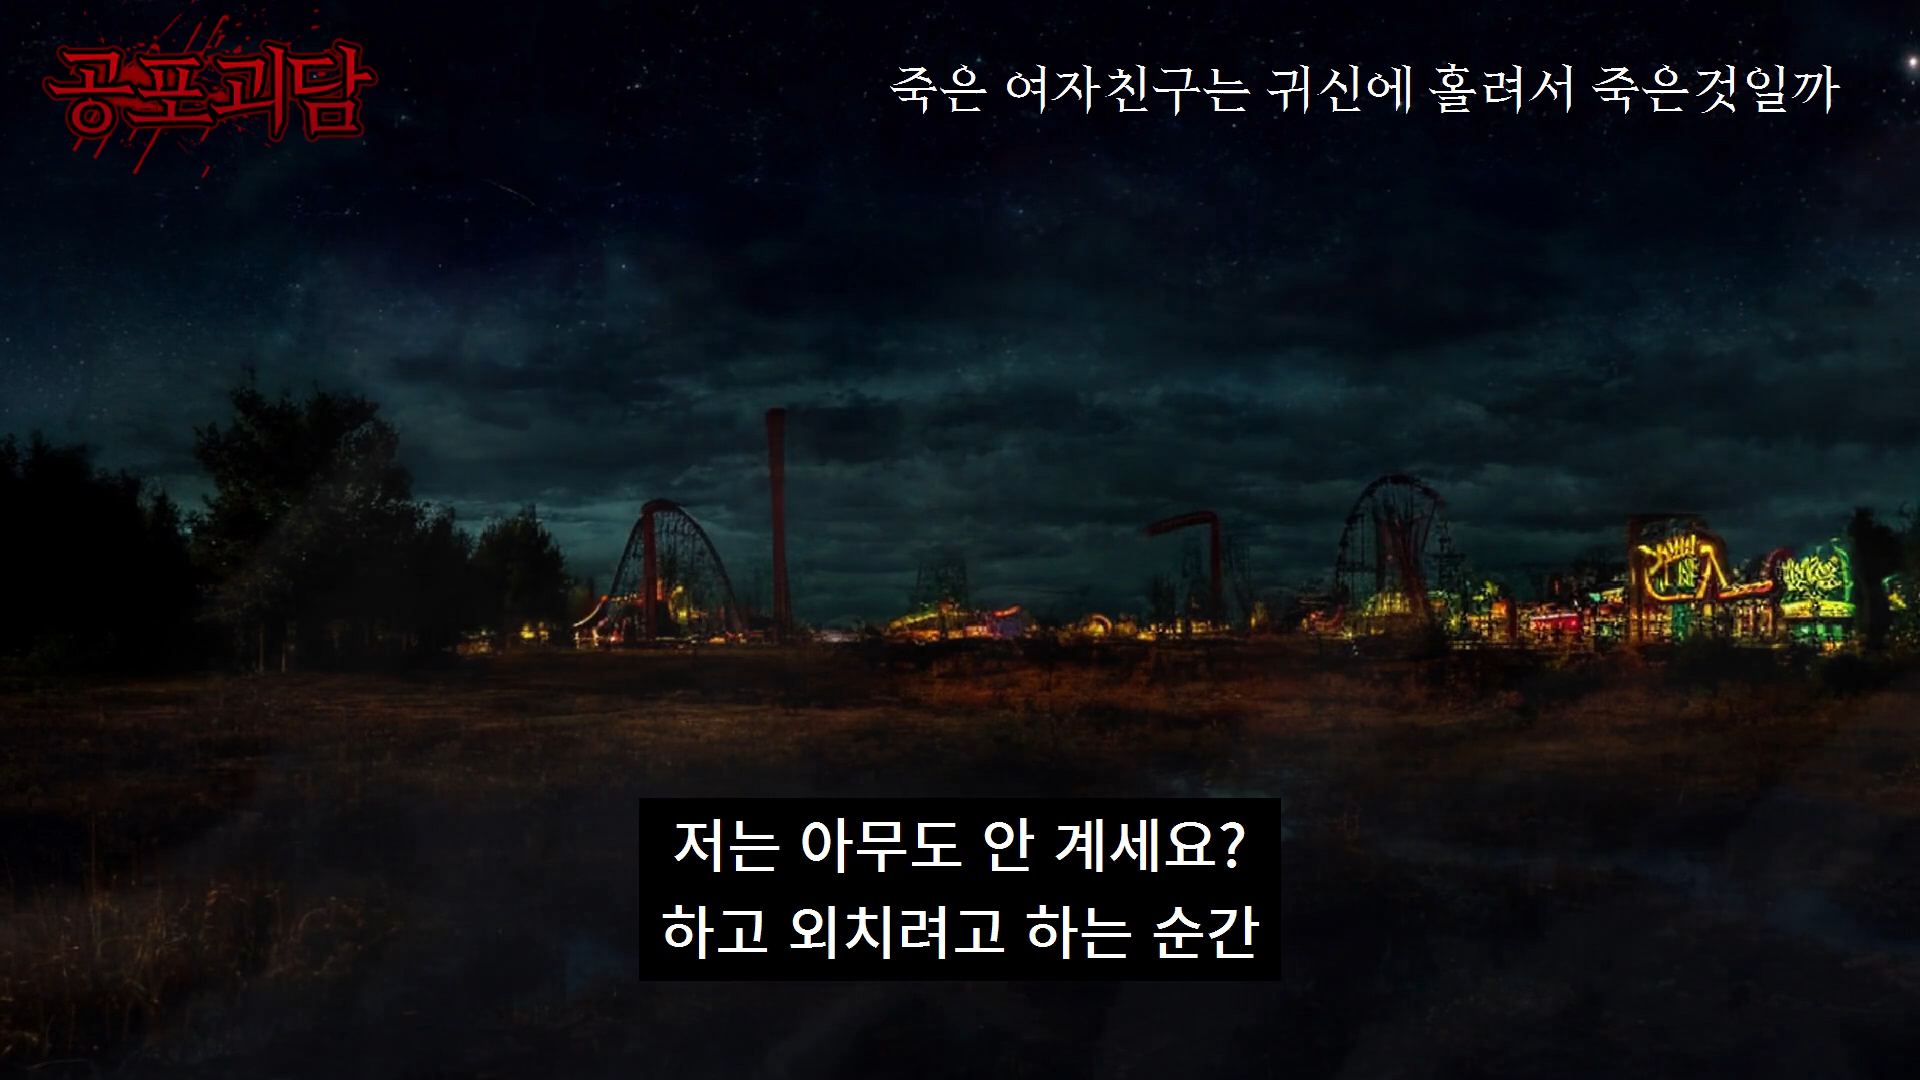 공포괴담
죽은 여자친구는 귀신에 홀려서 죽은것일까
저는 아무도 안 계세요?
하고 외치려고 하는 순간